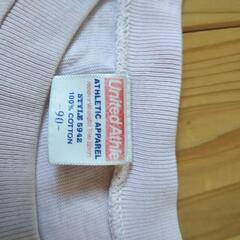 United Athle
ATHLETIC APPAREL
STYLE 5942
100% COTTON
-90-